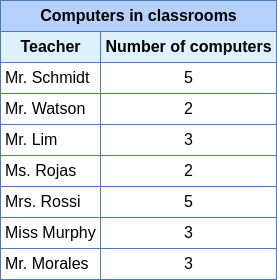 Computers in classrooms
Teacher Number of computers
Mr. Schmidt 5
Mr. Watson 2
Mr. Lim 3
Ms. Rojas 2
Mrs. Rossi 5
Miss Murphy 3
Mr. Morales 3